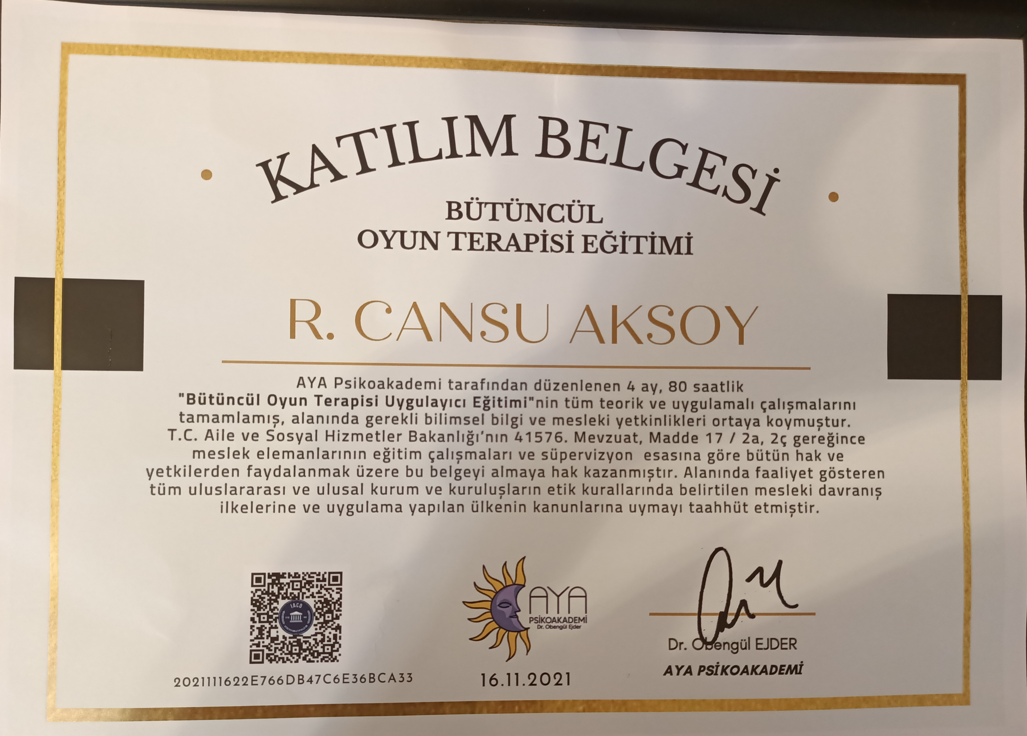 KATILIM BELGESİ
BÜTÜNCÜL
OYUN TERAPİSİ EĞİTİMİ
R. CANSU AKSOY
AYA Psikoakademi tarafından düzenlenen 4 ay, 80 saatlik
"Bütüncül Oyun Terapisi Uygulayıcı Eğitimi"nin tüm teorik ve uygulamalı çalışmalarını
tamamlamış, alanında gerekli bilimsel bilgi ve mesleki yetkinlikleri ortaya koymuştur.
T.C. Aile ve Sosyal Hizmetler Bakanlığı'nın 41576. Mevzuat, Madde 17 / 2a, 2ç gereğince
meslek elemanlarının eğitim çalışmaları ve süpervizyon esasına göre bütün hak ve
yetkilerden faydalanmak üzere bu belgeyi almaya hak kazanmıştır. Alanında faaliyet gösteren
tüm uluslararası ve ulusal kurum ve kuruluşların etik kurallarında belirtilen mesleki davranış
ilkelerine ve uygulama yapılan ülkenin kanunlarına uymayı taahhüt etmiştir.
IACD
AYA
PSİKOAKADEMİ
Dr. Obengül Ejder
Dr. Obengül EJDER
AYA PSİKOAKADEMİ
2021111622E766DB47C6E36BCA33
16.11.2021